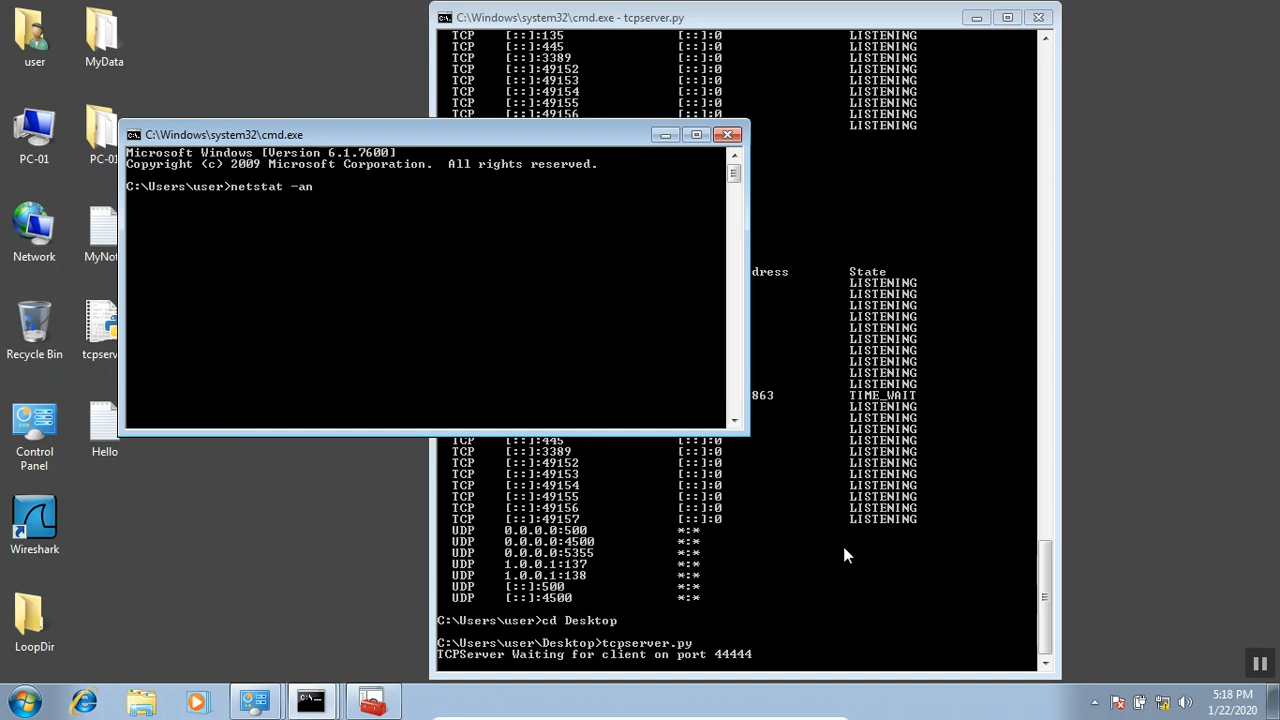 user
MyData
PC-01
PC-01
Network
MyNot
Recycle Bin
tcpserv
Control
Panel
Hello
Wireshark
LoopDir
C:\Windows\system32\cmd.exe - tcpserver.py
TCP [::]:135 [::]:0 LISTENING
TCP [::]:445 [::]:0 LISTENING
TCP [::]:3389 [::]:0 LISTENING
TCP [::]:49152 [::]:0 LISTENING
TCP [::]:49153 [::]:0 LISTENING
TCP [::]:49154 [::]:0 LISTENING
TCP [::]:49155 [::]:0 LISTENING
TCP [::]:49156 [::]:0 LISTENING
LISTENING
C:\Windows\system32\cmd.exe
Microsoft Windows [Version 6.1.7600]
Copyright (c) 2009 Microsoft Corporation. All rights reserved.
C:\Users\user>netstat -an
dress State
LISTENING
LISTENING
LISTENING
LISTENING
LISTENING
LISTENING
LISTENING
LISTENING
LISTENING
LISTENING
863 TIME_WAIT
LISTENING
LISTENING
LISTENING
TCP [::]:445 [::]:0 LISTENING
TCP [::]:3389 [::]:0 LISTENING
TCP [::]:49152 [::]:0 LISTENING
TCP [::]:49153 [::]:0 LISTENING
TCP [::]:49154 [::]:0 LISTENING
TCP [::]:49155 [::]:0 LISTENING
TCP [::]:49156 [::]:0 LISTENING
TCP [::]:49157 [::]:0 LISTENING
UDP 0.0.0.0:500 *:*
UDP 0.0.0.0:4500 *:*
UDP 0.0.0.0:5355 *:*
UDP 1.0.0.1:137 *:*
UDP 1.0.0.1:138 *:*
UDP [::]:500 *:*
UDP [::]:4500 *:*
C:\Users\user>cd Desktop
C:\Users\user\Desktop>tcpserver.py
TCPServer Waiting for client on port 44444
5:18 PM
1/22/2020